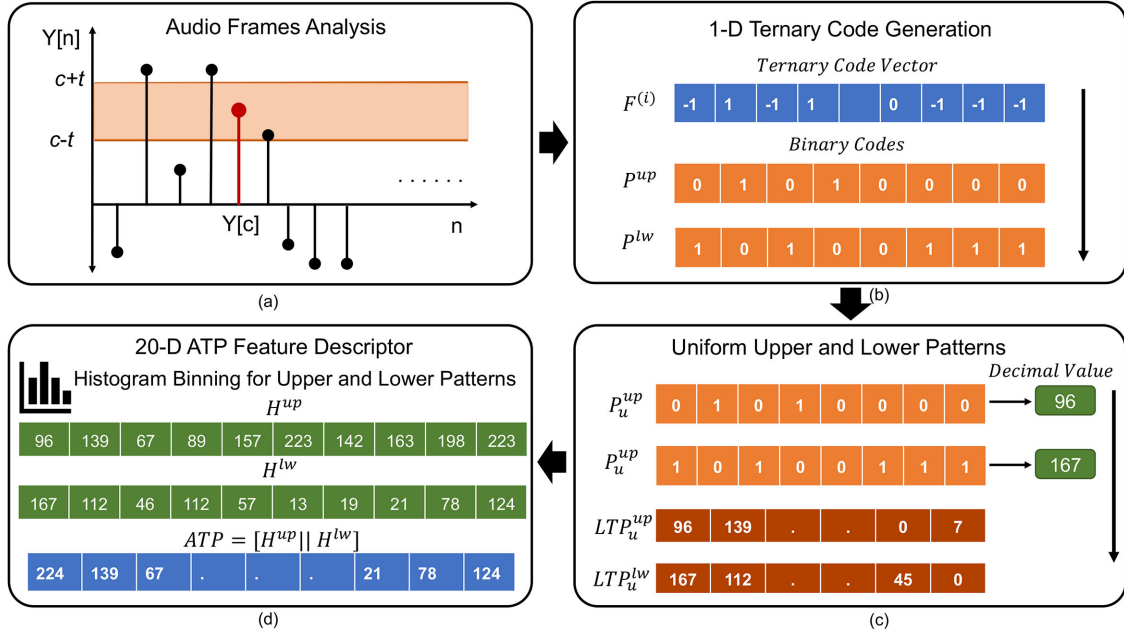 Audio Frames Analysis
Y[n]
c+t
c-t
Y[c]
n
. . . . . .
(a)
1-D Ternary Code Generation
Ternary Code Vector
F^(i) -1 1 -1 1 0 -1 -1 -1
Binary Codes
P^up 0 1 0 1 0 0 0 0
P^lw 1 0 1 0 0 1 1 1
(b)
Uniform Upper and Lower Patterns
Decimal Value
P_u^up 0 1 0 1 0 0 0 0 96
P_u^up 1 0 1 0 0 1 1 1 167
LTP_u^up 96 139 . . 0 7
LTP_u^lw 167 112 . . 45 0
(c)
20-D ATP Feature Descriptor
Histogram Binning for Upper and Lower Patterns
H^up
96 139 67 89 157 223 142 163 198 223
H^lw
167 112 46 112 57 13 19 21 78 124
ATP = [H^up|| H^lw]
224 139 67 . . . 21 78 124
(d)